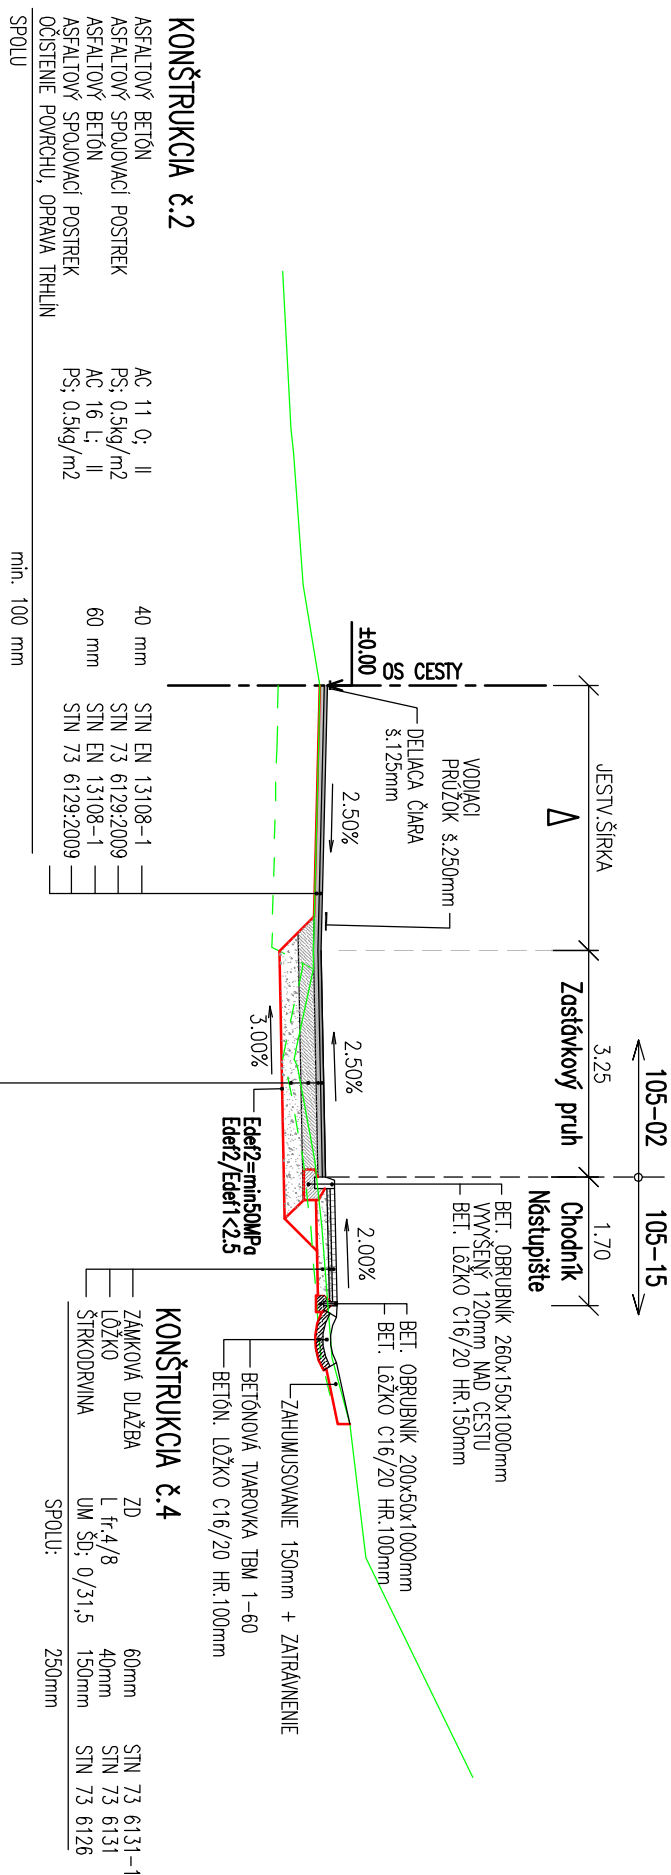 105-02
105-15
JESTV.ŠÍRKA
3.25
1.70
Zastávkový pruh
Chodník
Nástupište
OS CESTY
±0.00
VODIACI
PRÚŽOK š.250mm
DELIACA ČIARA
š.125mm
2.50%
2.50%
2.00%
3.00%
BET. OBRUBNÍK 260x150x1000mm
VYVÝŠENÝ 120mm NAD CESTU
BET. LÔŽKO C16/20 HR.150mm
BET. OBRUBNÍK 200x50x1000mm
BET. LÔŽKO C16/20 HR.100mm
ZAHUMUSOVANIE 150mm + ZATRÁVNENIE
BETÓNOVÁ TVAROVKA TBM 1-60
BETÓN. LÔŽKO C16/20 HR.100mm
Edef2=min50MPa
Edef2/Edef1<2.5
KONŠTRUKCIA č.2
ASFALTOVÝ BETÓN AC 11 O; II 40 mm STN EN 13108-1
ASFALTOVÝ SPOJOVACÍ POSTREK PS; 0.5kg/m2 STN 73 6129:2009
ASFALTOVÝ BETÓN AC 16 L; II 60 mm STN EN 13108-1
ASFALTOVÝ SPOJOVACÍ POSTREK PS; 0.5kg/m2 STN 73 6129:2009
OČISTENIE POVRCHU, OPRAVA TRHLÍN
SPOLU min. 100 mm
KONŠTRUKCIA č.4
ZÁMKOVÁ DLAŽBA ZD 60mm STN 73 6131-1
LÔŽKO L fr.4/8 40mm STN 73 6131
ŠTRKODRVINA UM ŠD; 0/31,5 150mm STN 73 6126
SPOLU: 250mm